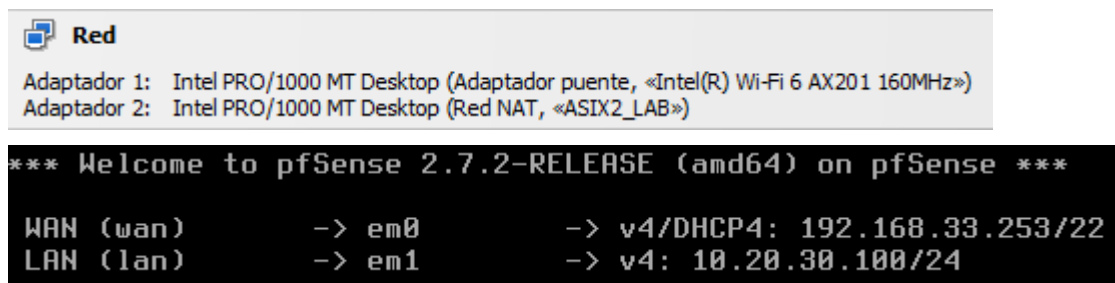 Red
Adaptador 1: Intel PRO/1000 MT Desktop (Adaptador puente, «Intel(R) Wi-Fi 6 AX201 160MHz»)
Adaptador 2: Intel PRO/1000 MT Desktop (Red NAT, «ASIX2_LAB»)
*** Welcome to pfSense 2.7.2-RELEASE (amd64) on pfSense ***
WAN (wan) -> em0 -> v4/DHCP4: 192.168.33.253/22
LAN (lan) -> em1 -> v4: 10.20.30.100/24